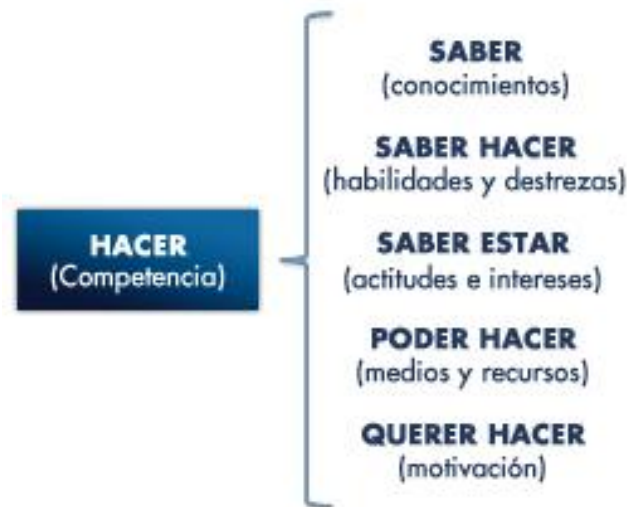 HACER
(Competencia)
SABER
(conocimientos)
SABER HACER
(habilidades y destrezas)
SABER ESTAR
(actitudes e intereses)
PODER HACER
(medios y recursos)
QUERER HACER
(motivación)